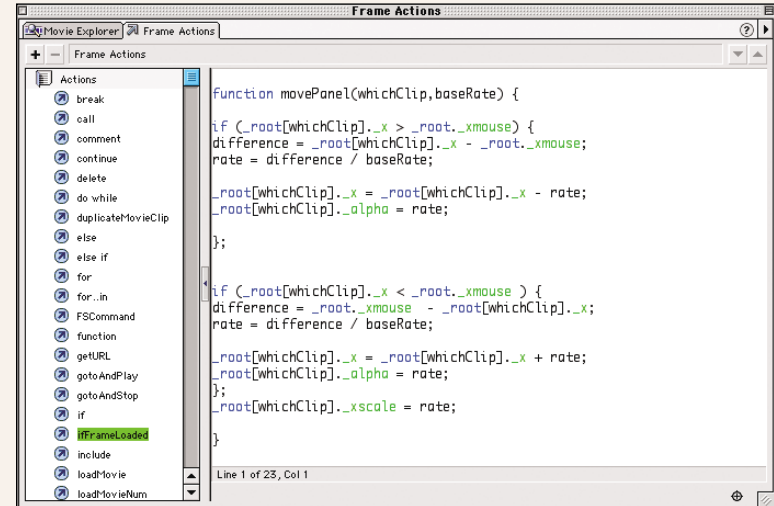 Frame Actions
Movie Explorer Frame Actions ?
+ - Frame Actions
Actions
break
call
comment
continue
delete
do while
duplicateMovieClip
else
else if
for
for..in
FSCommand
function
getURL
gotoAndPlay
gotoAndStop
if
ifFrameLoaded
include
loadMovie
loadMovieNum
function movePanel(whichClip,baseRate) {
if (_root[whichClip]._x > _root._xmouse) {
difference = _root[whichClip]._x - _root._xmouse;
rate = difference / baseRate;
_root[whichClip]._x = _root[whichClip]._x - rate;
_root[whichClip]._alpha = rate;
};
if (_root[whichClip]._x < _root._xmouse ) {
difference = _root._xmouse  - _root[whichClip]._x;
rate = difference / baseRate;
_root[whichClip]._x = _root[whichClip]._x + rate;
_root[whichClip]._alpha = rate;
};
_root[whichClip]._xscale = rate;
}
Line 1 of 23, Col 1